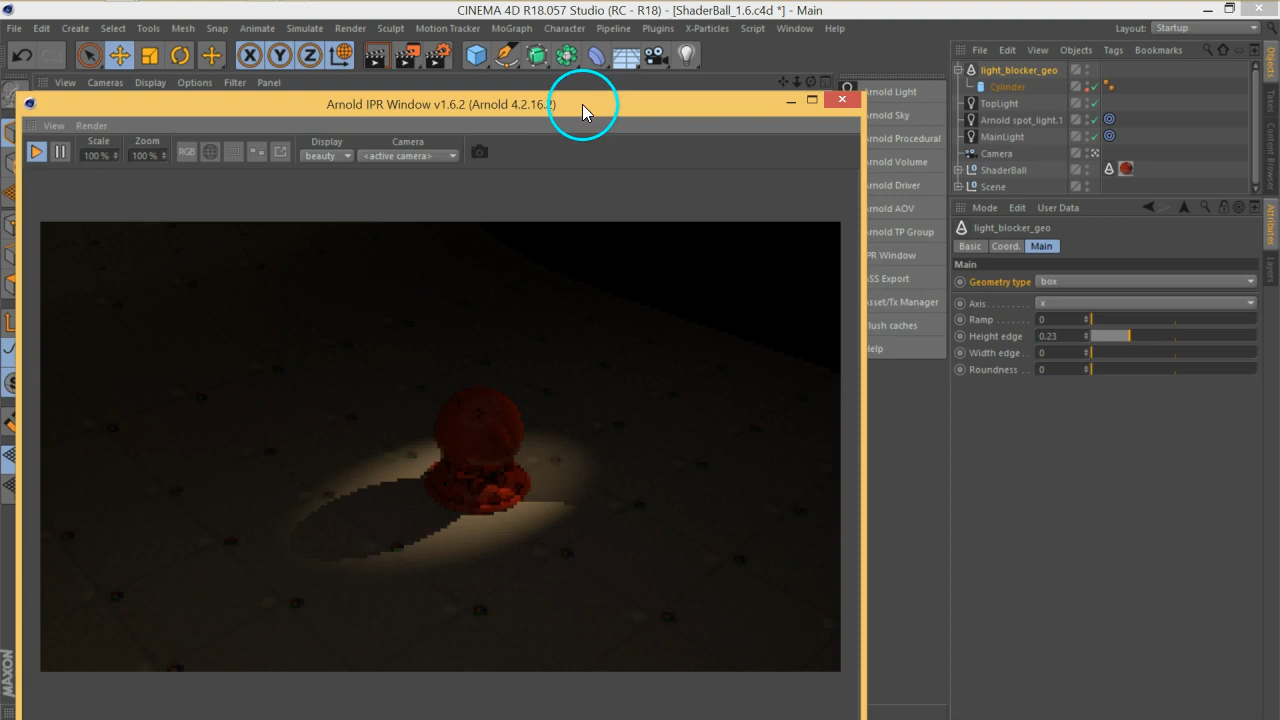 CINEMA 4D R18.057 Studio (RC - R18) - [ShaderBall_1.6.c4d *] - Main
File Edit Create Select Tools Mesh Snap Animate Simulate Render Sculpt Motion Tracker MoGraph Character Pipeline Plugins X-Particles Script Window Help
Layout: Startup
X Y Z
File Edit View Objects Tags Bookmarks
View Cameras Display Options Filter Panel
light_blocker_geo
Cylinder
TopLight
Arnold spot_light.1
MainLight
Camera
ShaderBall
Scene
Objects
Content Browser
Arnold IPR Window v1.6.2 (Arnold 4.2.16.2)
View Render
Scale
100 %
Zoom
100 %
RGB
Display
beauty
Camera
<active camera>
rnold Light
rnold Sky
rnold Procedural
rnold Volume
rnold Driver
rnold AOV
rnold TP Group
PR Window
SS Export
sset/Tx Manager
lush caches
elp
Mode Edit User Data
light_blocker_geo
Basic Coord. Main
Main
Geometry type box
Axis x
Ramp 0
Height edge 0.23
Width edge 0
Roundness 0
Attributes
Layers
MAXON